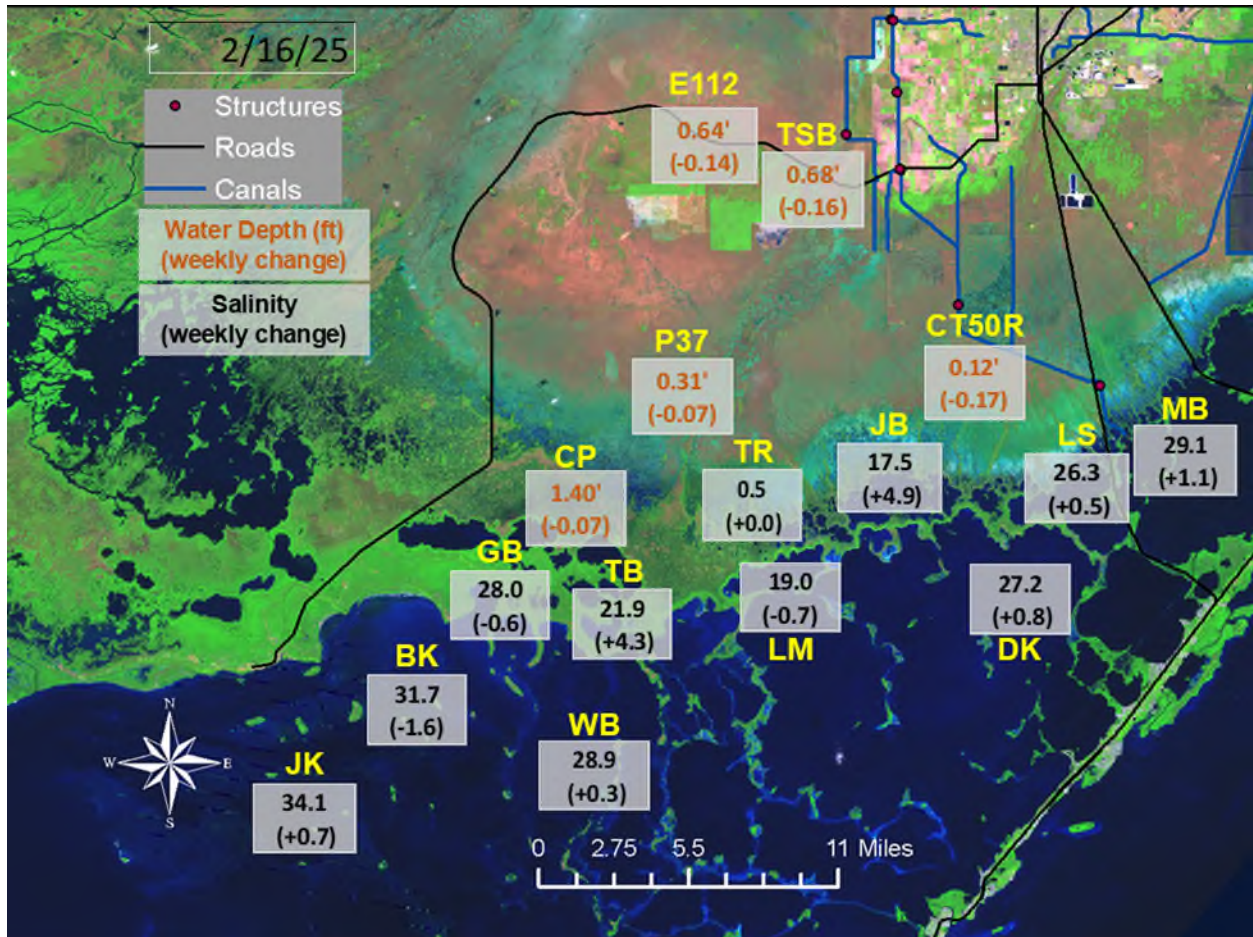 2/16/25
Structures
Roads
Canals
Water Depth (ft)
(weekly change)
Salinity
(weekly change)
E112
0.64'
(-0.14)
TSB
0.68'
(-0.16)
P37
0.31'
(-0.07)
CT50R
0.12'
(-0.17)
CP
1.40'
(-0.07)
TR
0.5
(+0.0)
JB
17.5
(+4.9)
LS
26.3
(+0.5)
MB
29.1
(+1.1)
GB
28.0
(-0.6)
TB
21.9
(+4.3)
19.0
(-0.7)
LM
27.2
(+0.8)
DK
BK
31.7
(-1.6)
WB
28.9
(+0.3)
JK
34.1
(+0.7)
N
W E
S
0 2.75 5.5 11 Miles